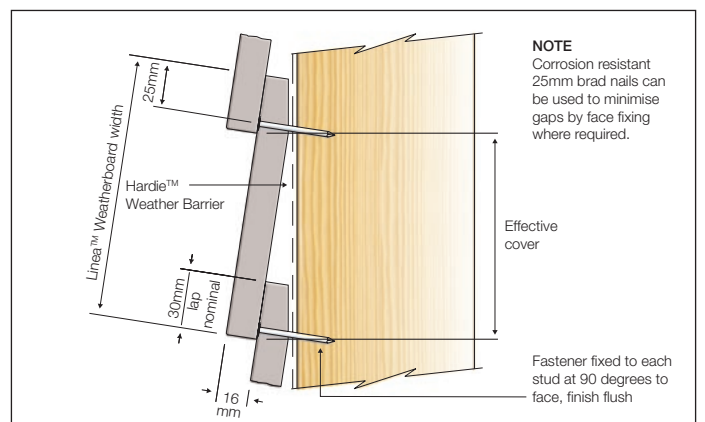 NOTE
Corrosion resistant
25mm brad nails can
be used to minimise
gaps by face fixing
where required.
25mm
Linea™ Weatherboard width
Hardie™
Weather Barrier
Effective
cover
30mm
lap
nominal
16
mm
Fastener fixed to each
stud at 90 degrees to
face, finish flush